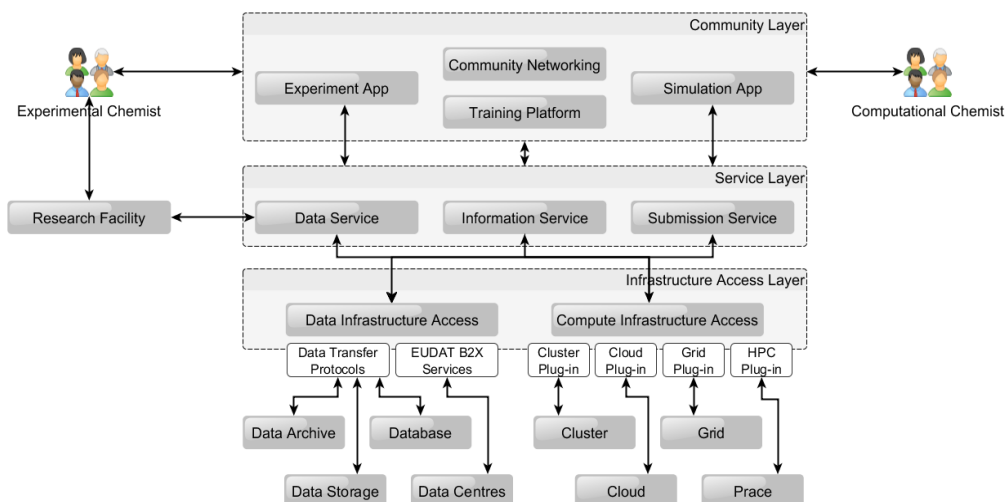 Community Layer
Community Networking
Experiment App
Simulation App
Training Platform
Experimental Chemist
Computational Chemist
Service Layer
Research Facility
Data Service
Information Service
Submission Service
Infrastructure Access Layer
Data Infrastructure Access
Compute Infrastructure Access
Data Transfer
Protocols
EUDAT B2X
Services
Cluster
Plug-in
Cloud
Plug-in
Grid
Plug-in
HPC
Plug-in
Data Archive
Database
Cluster
Grid
Data Storage
Data Centres
Cloud
Prace